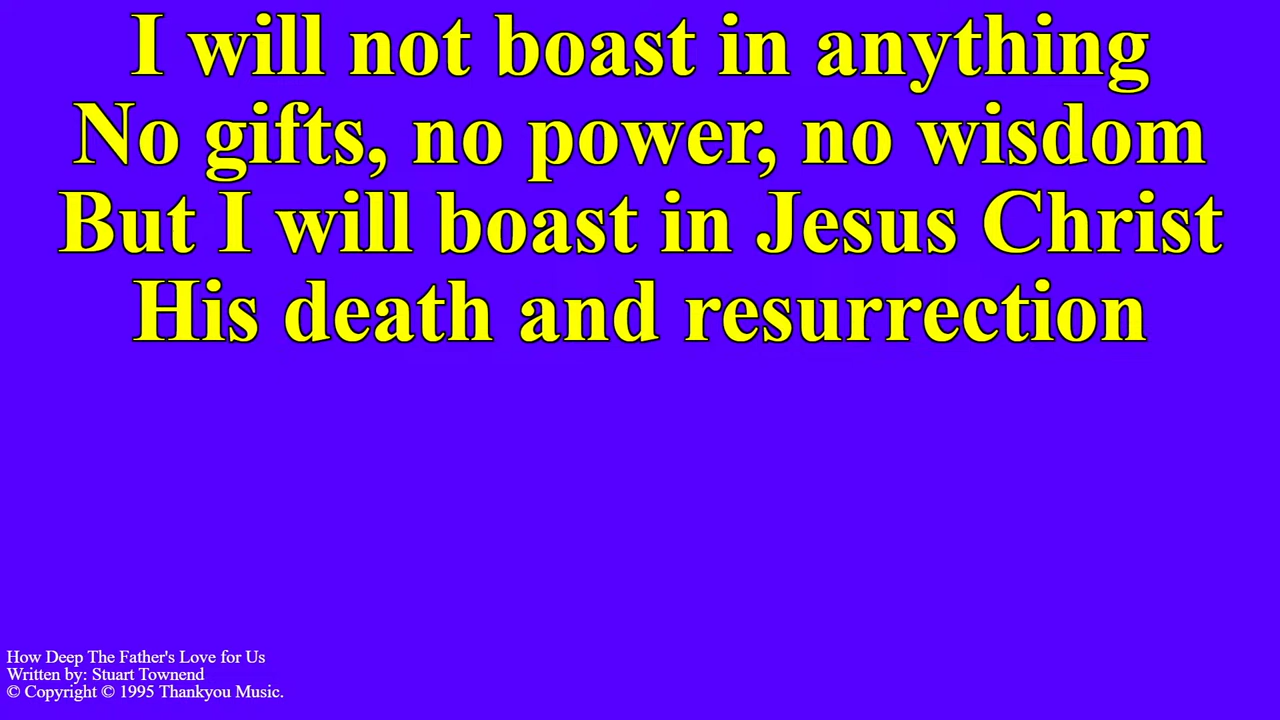 I will not boast in anything
No gifts, no power, no wisdom
But I will boast in Jesus Christ
His death and resurrection
How Deep The Father's Love for Us
Written by: Stuart Townend
© Copyright © 1995 Thankyou Music.